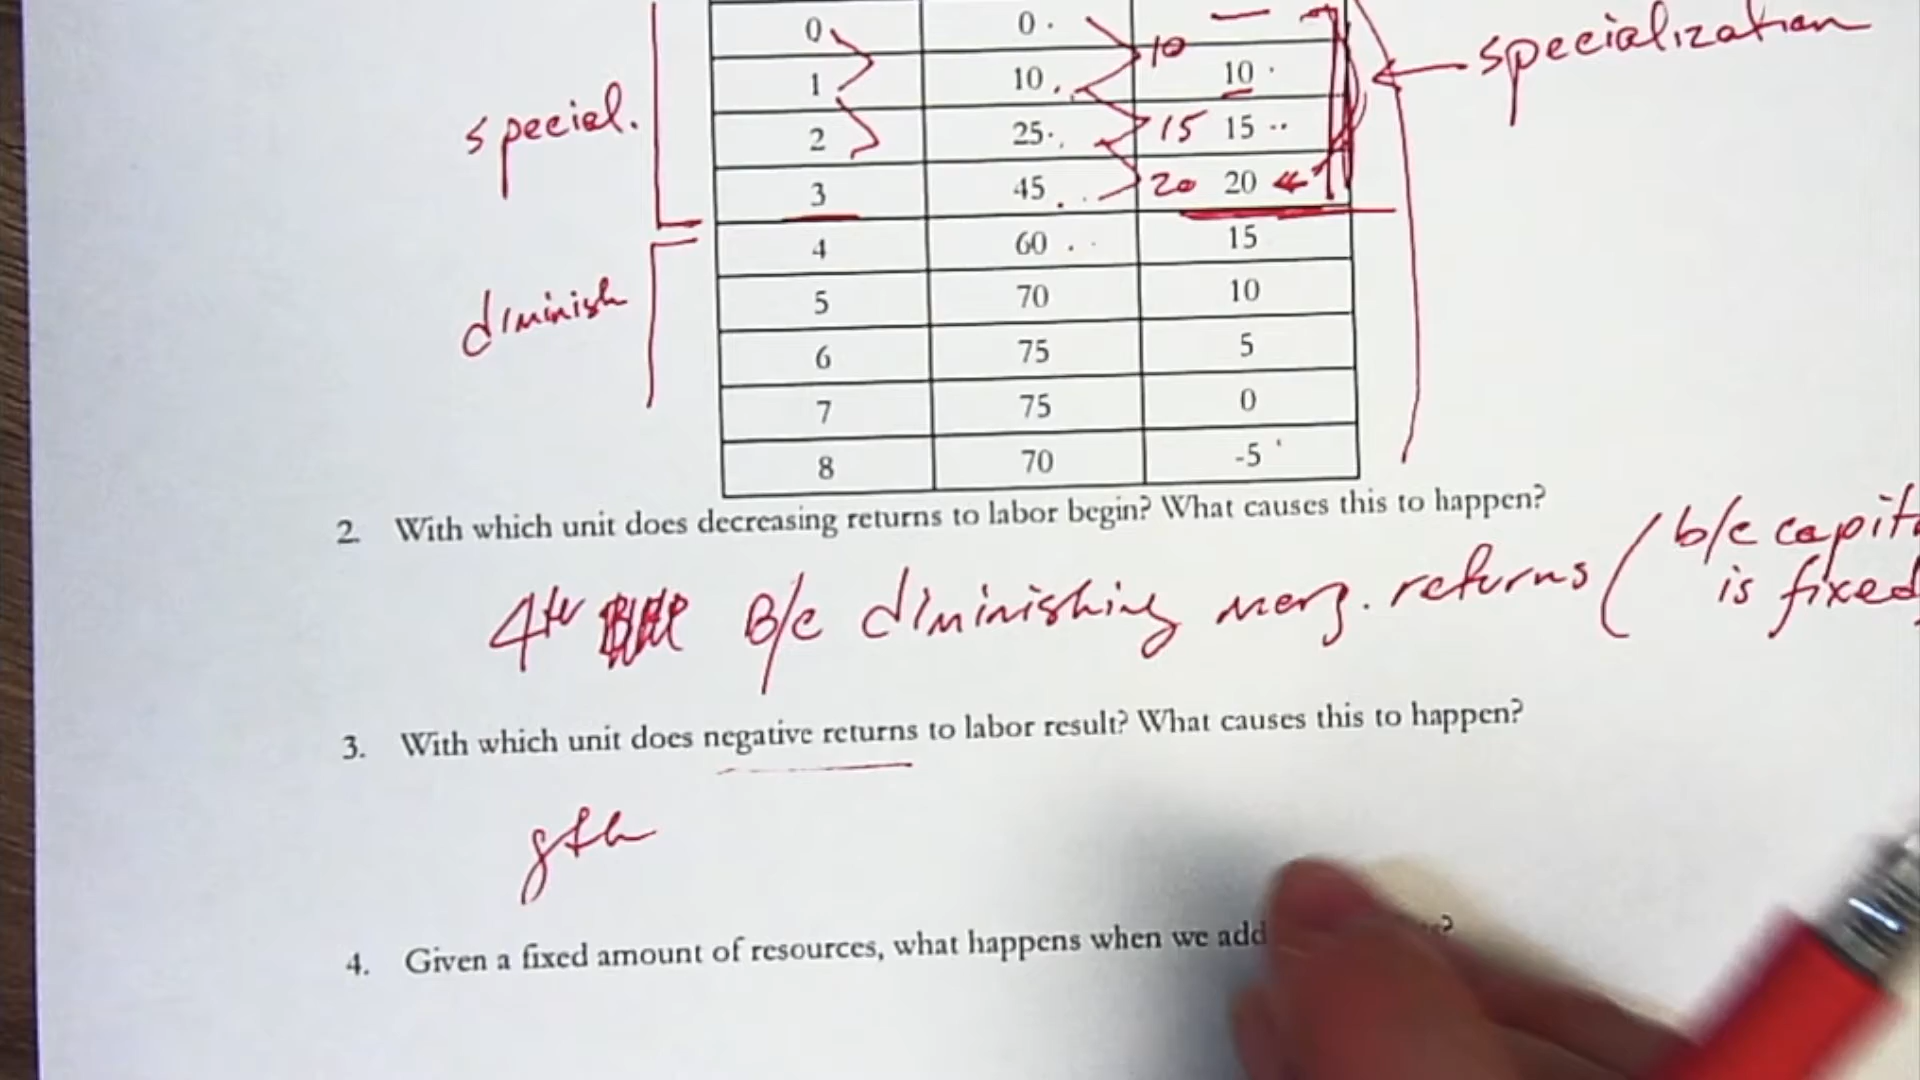 0 0 . 10 —
specialization
1 10 . 10 .
special. 2 25 . 15 15 ..
3 45 . 20 20
4 60 . 15
diminish 5 70 10
6 75 5
7 75 0
8 70 -5
2. With which unit does decreasing returns to labor begin? What causes this to happen?
4th B/c diminishing marg. returns (b/c capit
is fixed
3. With which unit does negative returns to labor result? What causes this to happen?
8th
4. Given a fixed amount of resources, what happens when we add ?